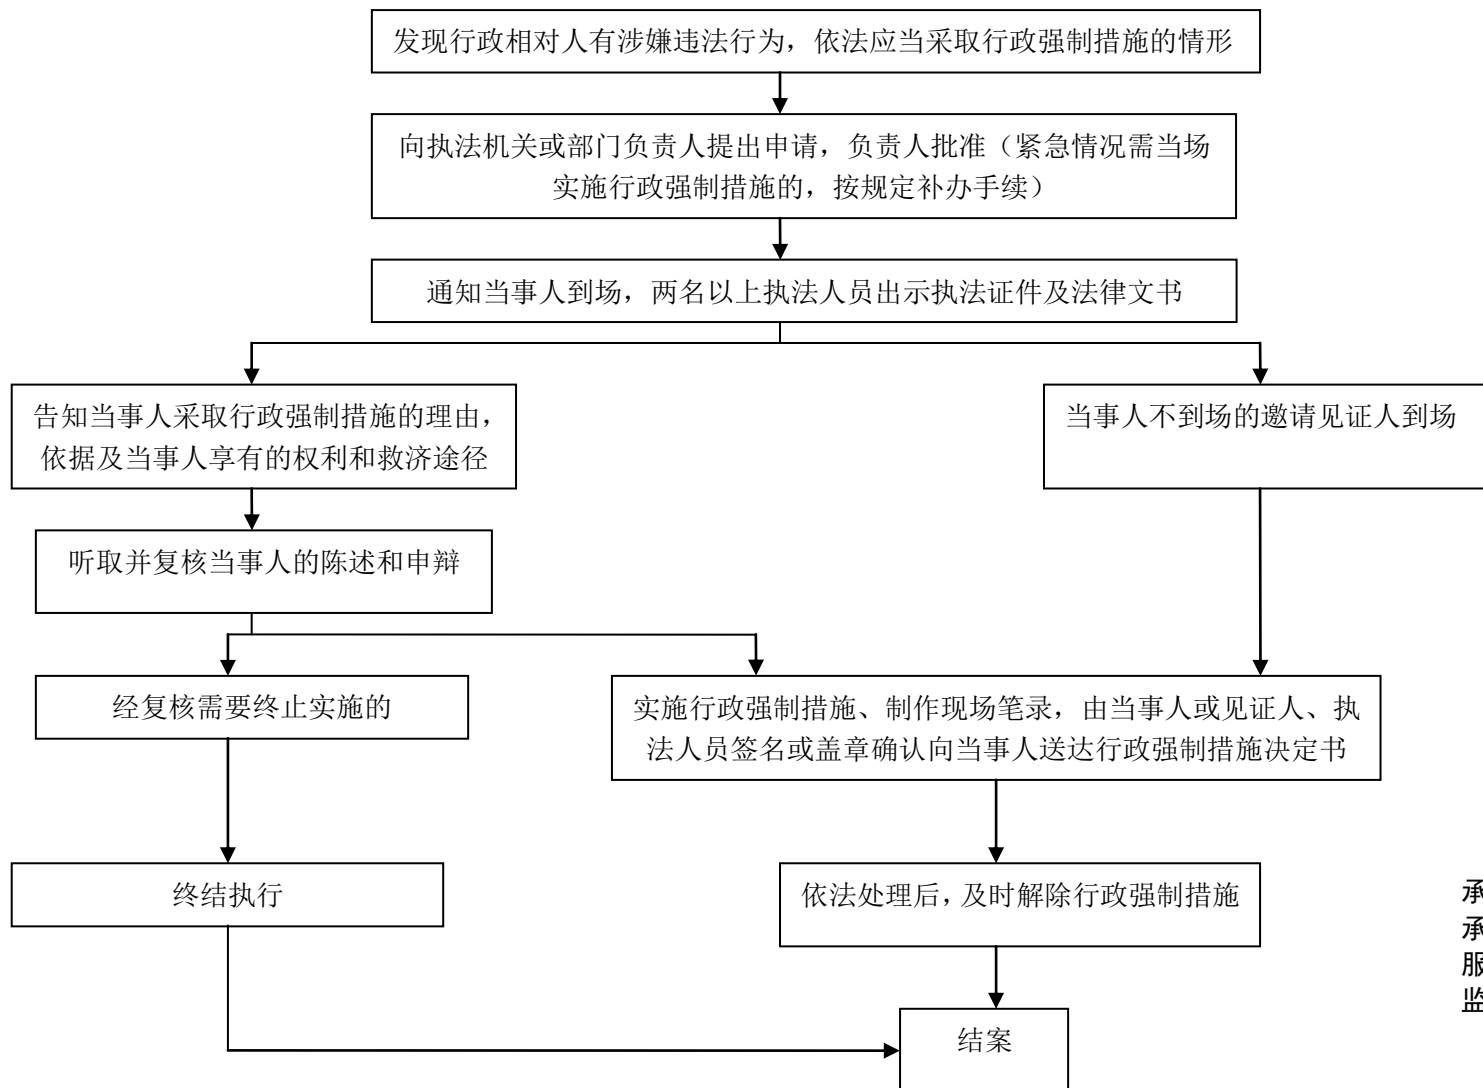 发现行政相对人有涉嫌违法行为，依法应当采取行政强制措施的情形
向执法机关或部门负责人提出申请，负责人批准（紧急情况需当场
实施行政强制措施的，按规定补办手续）
通知当事人到场，两名以上执法人员出示执法证件及法律文书
告知当事人采取行政强制措施的理由，
依据及当事人享有的权利和救济途径
当事人不到场的邀请见证人到场
听取并复核当事人的陈述和申辩
经复核需要终止实施的
实施行政强制措施、制作现场笔录，由当事人或见证人、执
法人员签名或盖章确认向当事人送达行政强制措施决定书
终结执行
依法处理后，及时解除行政强制措施
承
承
服
监
结案